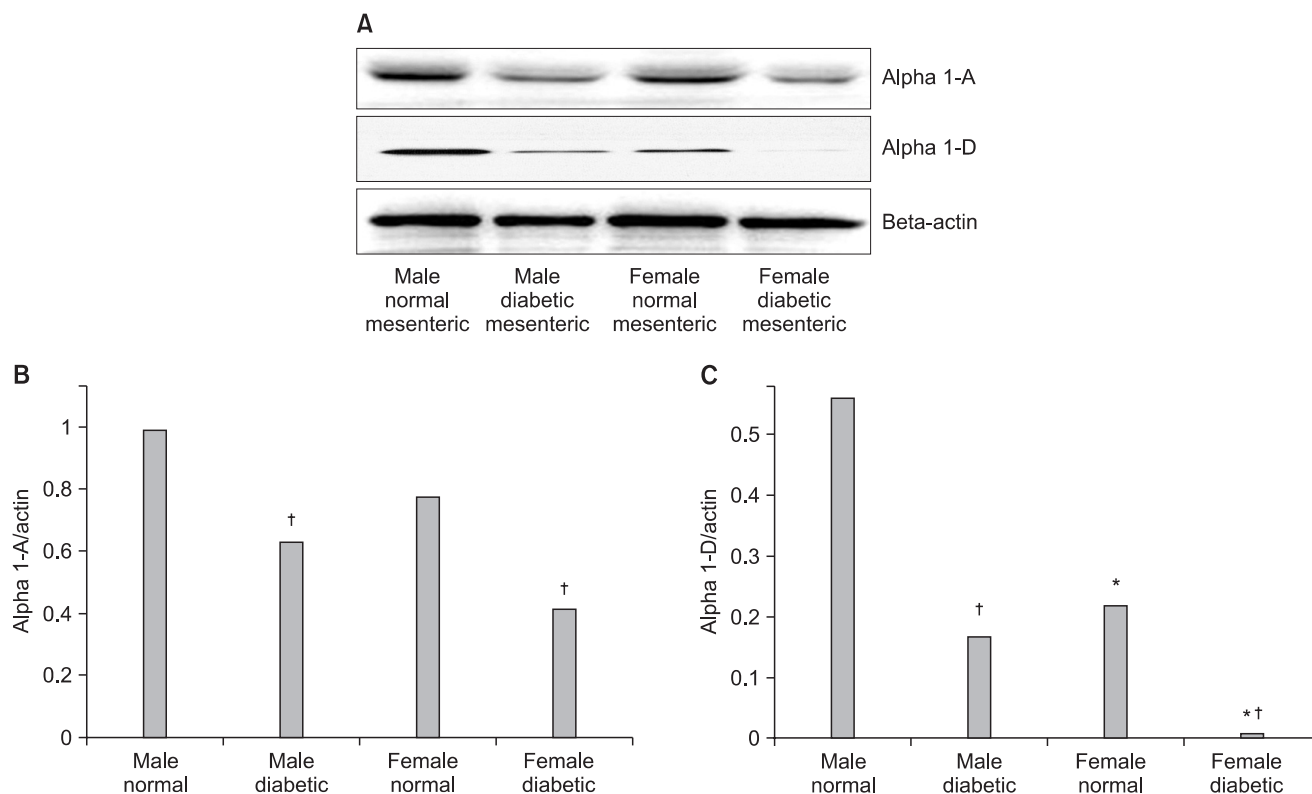 A
Alpha 1-A
Alpha 1-D
Beta-actin
Male normal mesenteric
Male diabetic mesenteric
Female normal mesenteric
Female diabetic mesenteric
B
Alpha 1-A/actin
1
0.8
0.6
0.4
0.2
0
†
†
Male normal
Male diabetic
Female normal
Female diabetic
C
Alpha 1-D/actin
0.5
0.4
0.3
0.2
0.1
0
†
*
*†
Male normal
Male diabetic
Female normal
Female diabetic